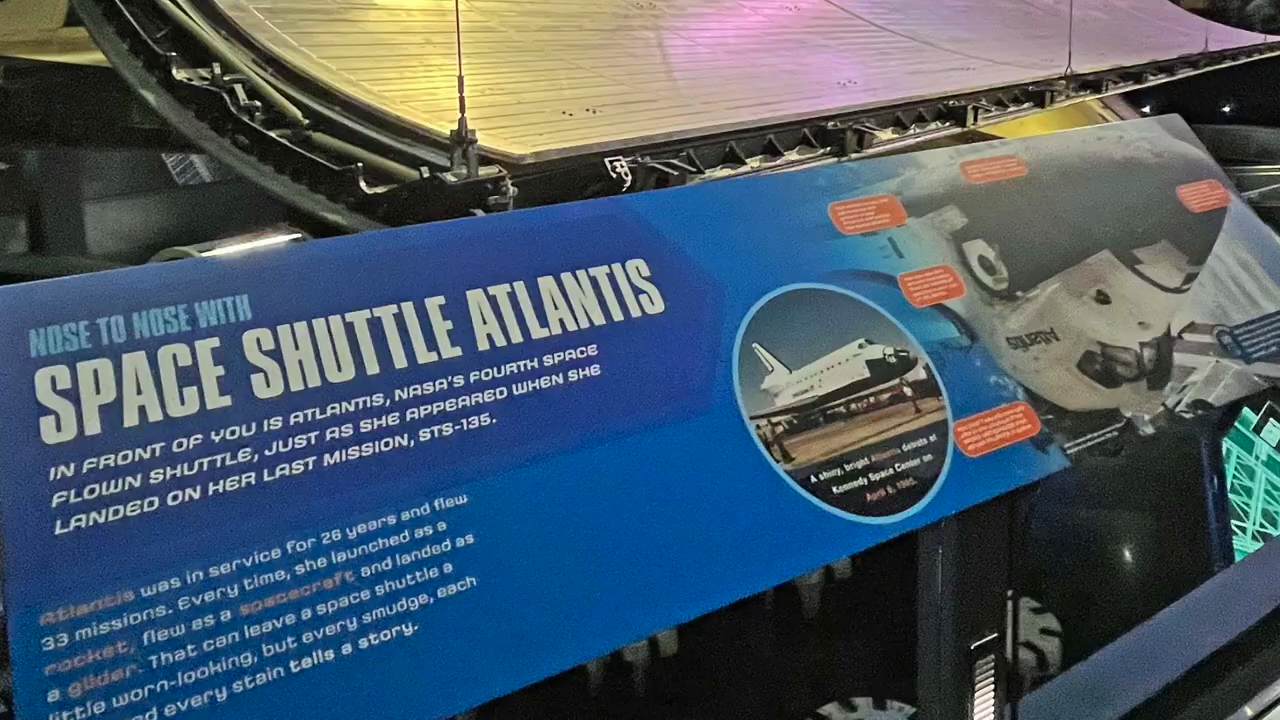 NOSE TO NOSE WITH
SPACE SHUTTLE ATLANTIS
IN FRONT OF YOU IS ATLANTIS, NASA'S FOURTH SPACE
FLOWN SHUTTLE, JUST AS SHE APPEARED WHEN SHE
LANDED ON HER LAST MISSION, STS-135.
Atlantis was in service for 26 years and flew
33 missions. Every time, she launched as a
rocket, flew as a spacecraft and landed as
a glider. That can leave a space shuttle a
little worn-looking, but every smudge, each
every stain tells a story.
A shiny, bright Atlantis debuts at
Kennedy Space Center on
April 6, 1985.
Atlantis